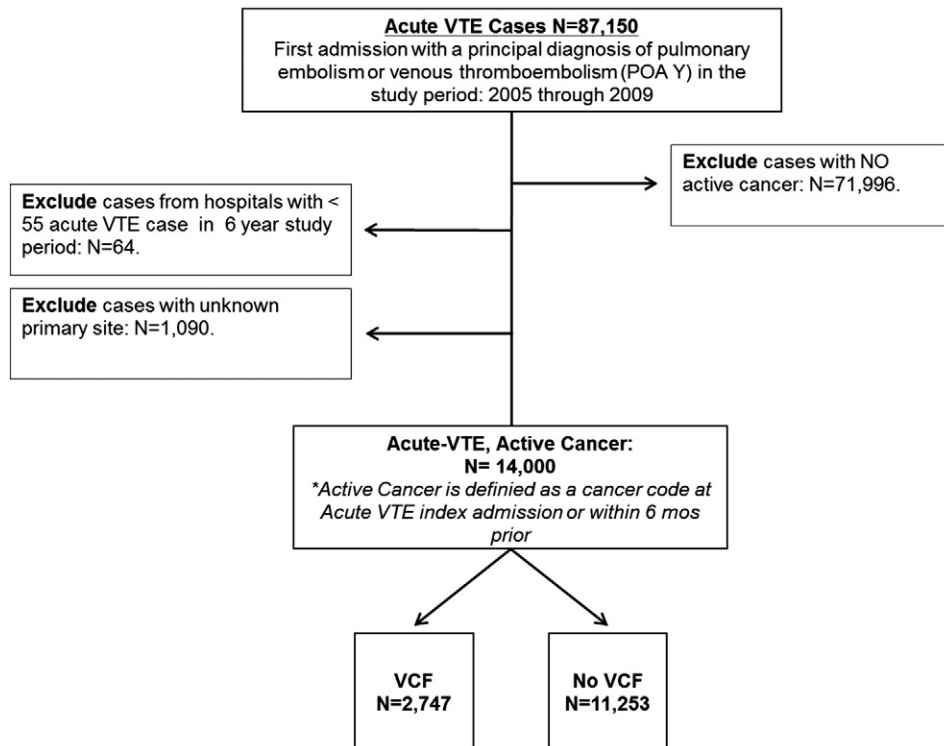 Acute VTE Cases N=87,150
First admission with a principal diagnosis of pulmonary
embolism or venous thromboembolism (POA Y) in the
study period: 2005 through 2009
Exclude cases with NO
active cancer: N=71,996.
Exclude cases from hospitals with <
55 acute VTE case in 6 year study
period: N=64.
Exclude cases with unknown
primary site: N=1,090.
Acute-VTE, Active Cancer:
N= 14,000
*Active Cancer is definied as a cancer code at
Acute VTE index admission or within 6 mos
prior
VCF
N=2,747
No VCF
N=11,253